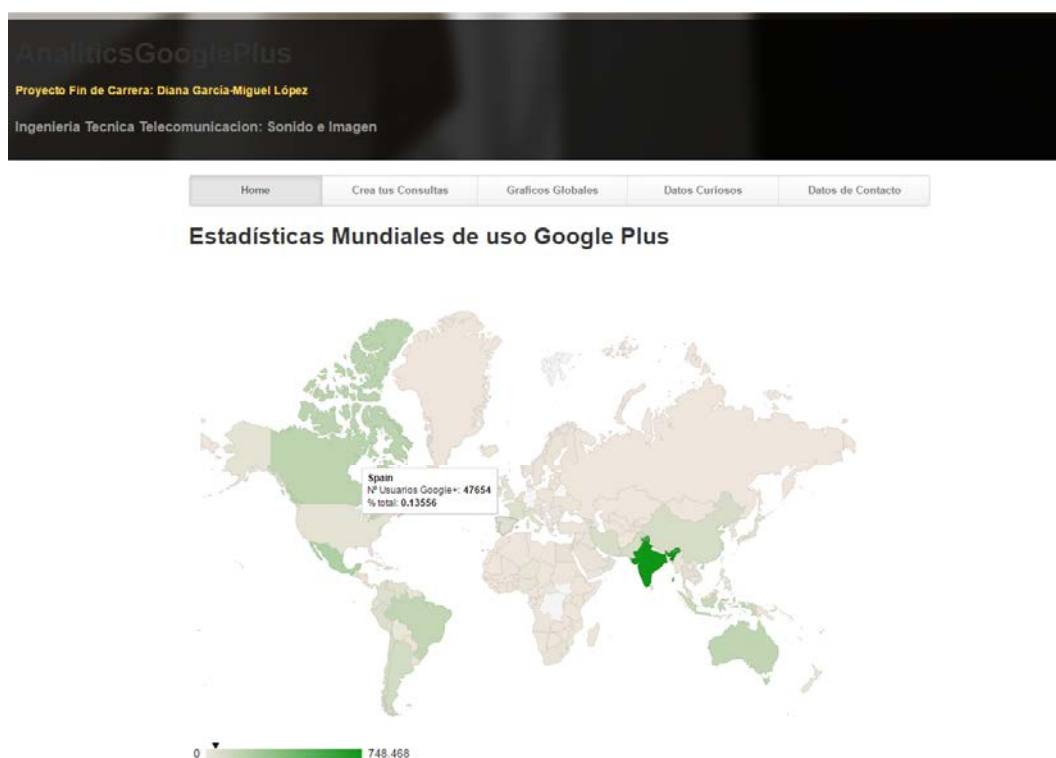 AnaliticsGooglePlus
Proyecto Fin de Carrera: Diana García-Miguel López
Ingenieria Tecnica Telecomunicacion: Sonido e Imagen
Home Crea tus Consultas Graficos Globales Datos Curiosos Datos de Contacto
Estadísticas Mundiales de uso Google Plus
Spain
Nº Usuarios Google+: 47654
% total: 0.13556
0 748.468